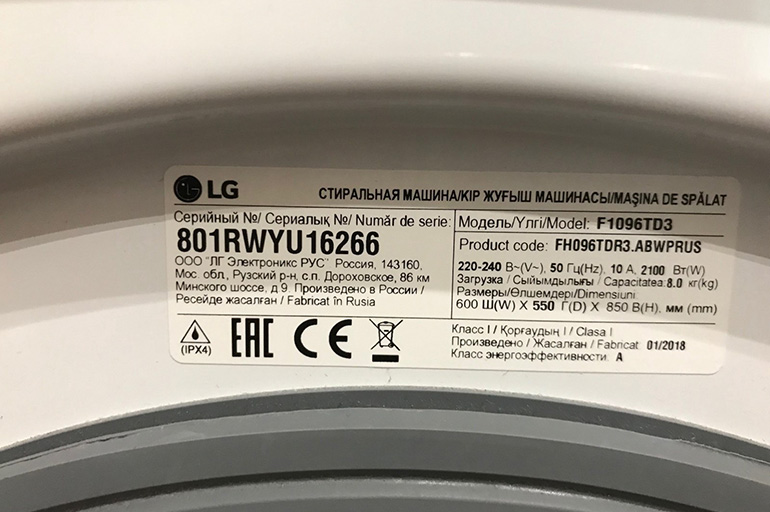 LG
СТИРАЛЬНАЯ МАШИНА/КІР ЖУҒЫШ МАШИНАСЫ/MAȘINA DE SPĂLAT
Серийный №/ Сериалық №/ Număr de serie:
801RWYU16266
ООО "ЛГ Электроникс РУС" Россия, 143160,
Мос. обл., Рузский р-н, с.п. Дороховское, 86 км
Минского шоссе, д.9. Произведено в России /
Ресейде жасалған / Fabricat în Rusia
Модель/Үлгі/Model: F1096TD3
Product code: FH096TDR3.ABWPRUS
220-240 В~(V~), 50 Гц(Hz), 10 A, 2100 Вт(W)
Загрузка / Сыйымдылығы / Capacitatea: 8.0 кг(kg)
Размеры/Өлшемдері/Dimensiuni:
600 Ш(W) X 550 Г(D) X 850 В(H), мм (mm)
(IPX4)
EAC CE
Класс I / Қорғаудың I / Clasa I
Произведено / Жасалған / Fabricat: 01/2018
Класс энергоэффективности: A